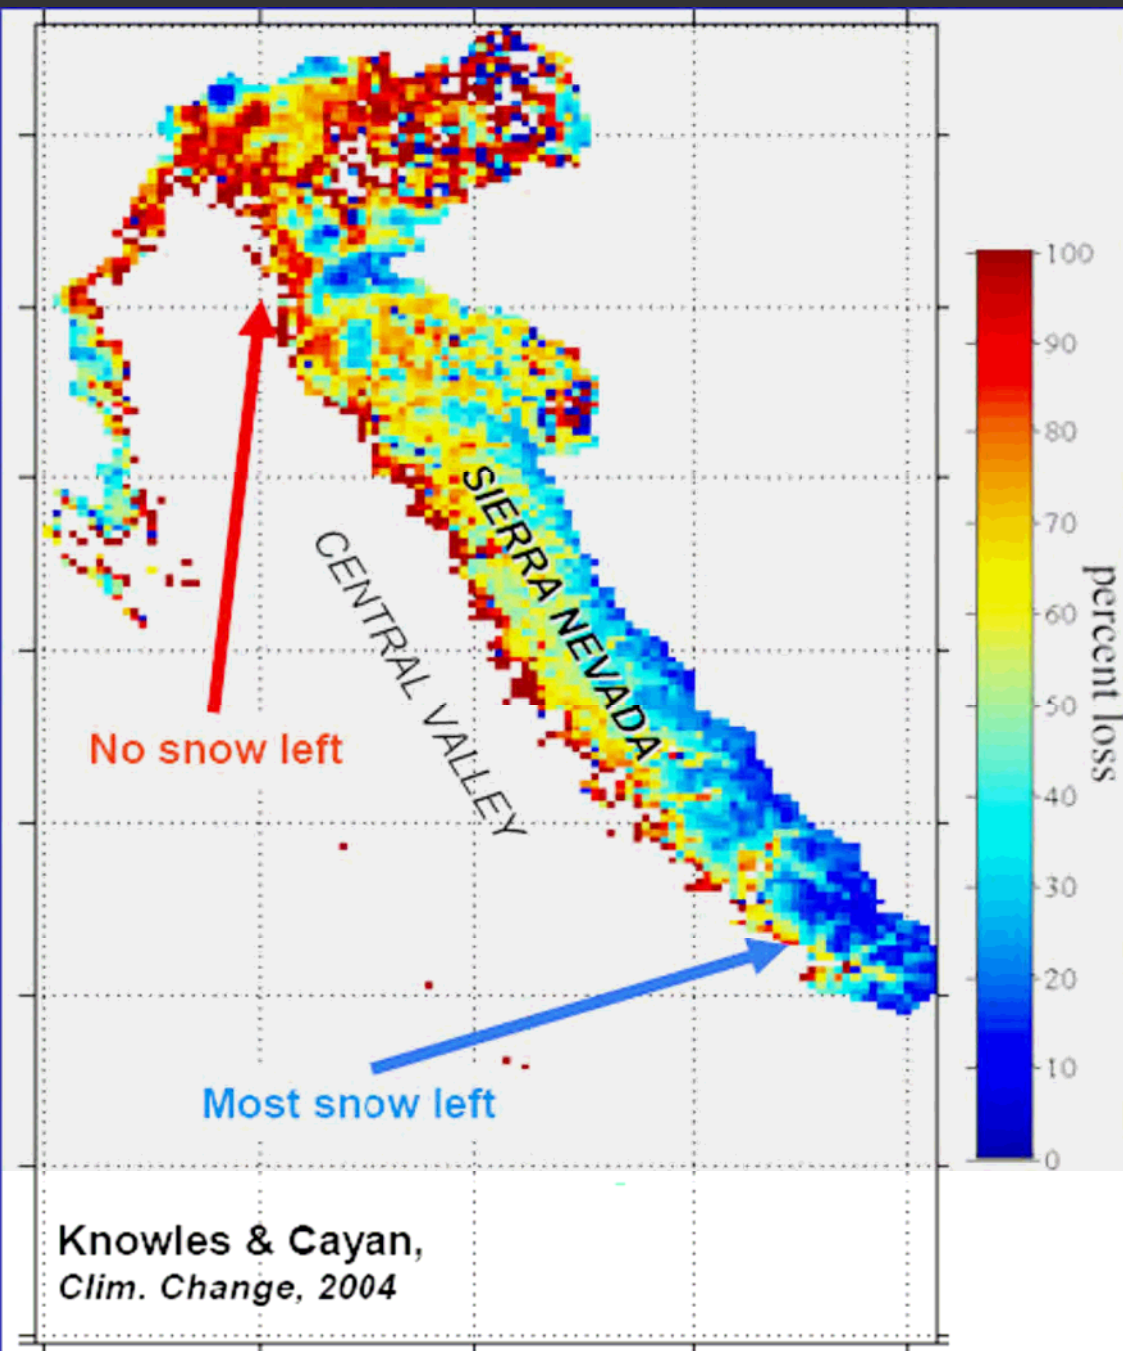 100
90
80
70
60
50
40
30
20
10
0
percent loss
SIERRA NEVADA
CENTRAL VALLEY
No snow left
Most snow left
Knowles & Cayan,
Clim. Change, 2004